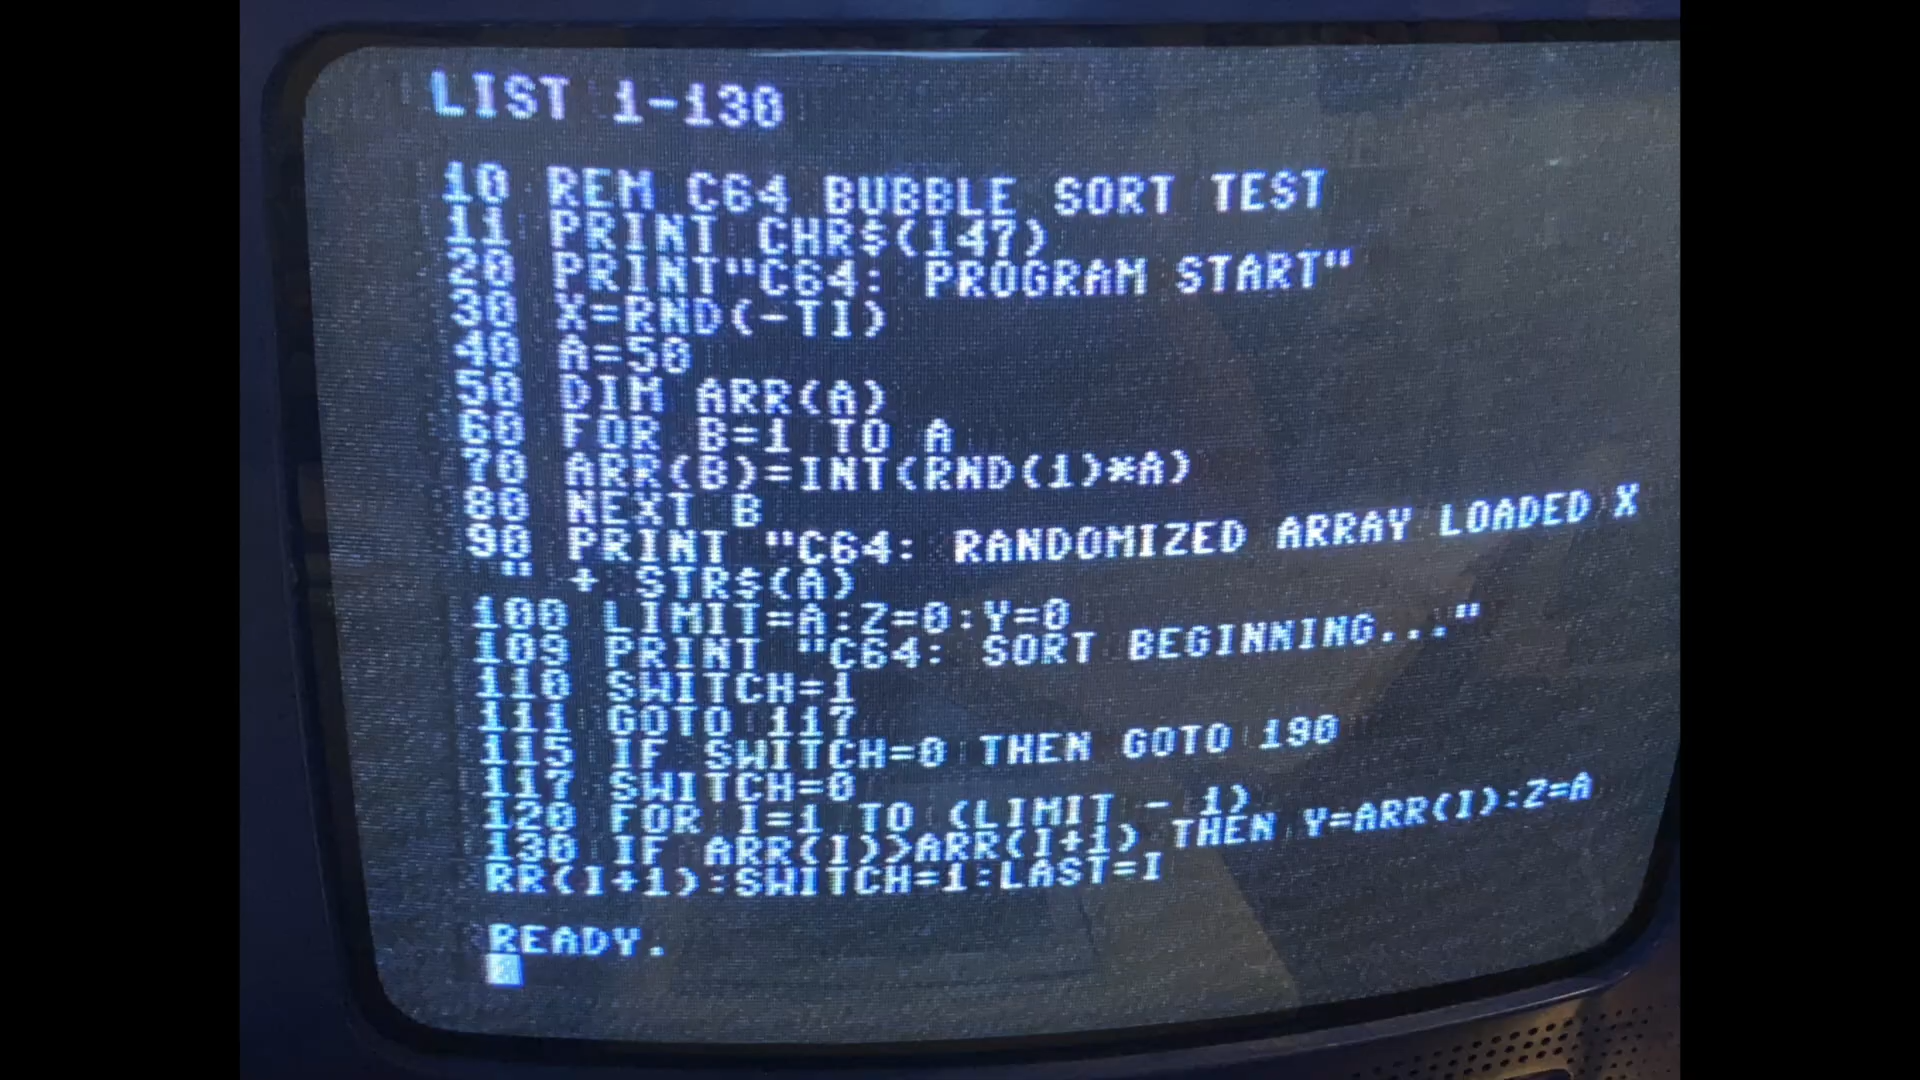 LIST 1-130
10 REM C64 BUBBLE SORT TEST
11 PRINT CHR$(147)
20 PRINT"C64: PROGRAM START"
30 X=RND(-TI)
40 A=50
50 DIM ARR(A)
60 FOR B=1 TO A
70 ARR(B)=INT(RND(1)*A)
80 NEXT B
90 PRINT "C64: RANDOMIZED ARRAY LOADED X
" + STR$(A)
100 LIMIT=A:Z=0:Y=0
109 PRINT "C64: SORT BEGINNING..."
110 SWITCH=1
111 GOTO 117
115 IF SWITCH=0 THEN GOTO 190
117 SWITCH=0
120 FOR I=1 TO (LIMIT - 1)
130 IF ARR(I)>ARR(I+1) THEN Y=ARR(I):Z=A
RR(I+1):SWITCH=1:LAST=I
READY.